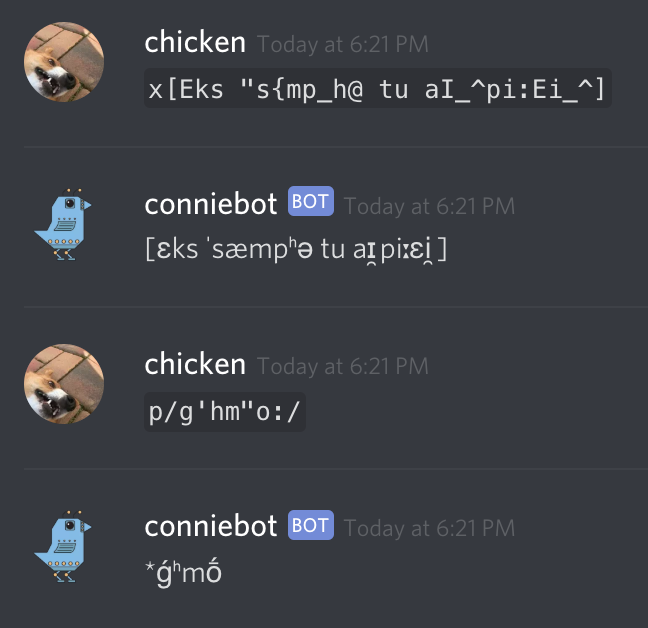 chicken Today at 6:21 PM
x[Eks "s{mp_h@ tu aI_^pi:Ei_^]
conniebot BOT Today at 6:21 PM
[ɛks ˈsæmpʰə tu aɪ̯piːɛi̯]
chicken Today at 6:21 PM
p/g'hm"o:/
conniebot BOT Today at 6:21 PM
*ǵʰmṓ